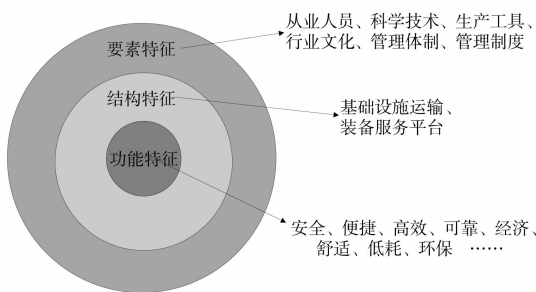 要素特征
从业人员、科学技术、生产工具、
行业文化、管理体制、管理制度
结构特征
基础设施运输、
装备服务平台
功能特征
安全、便捷、高效、可靠、经济、
舒适、低耗、环保 ……